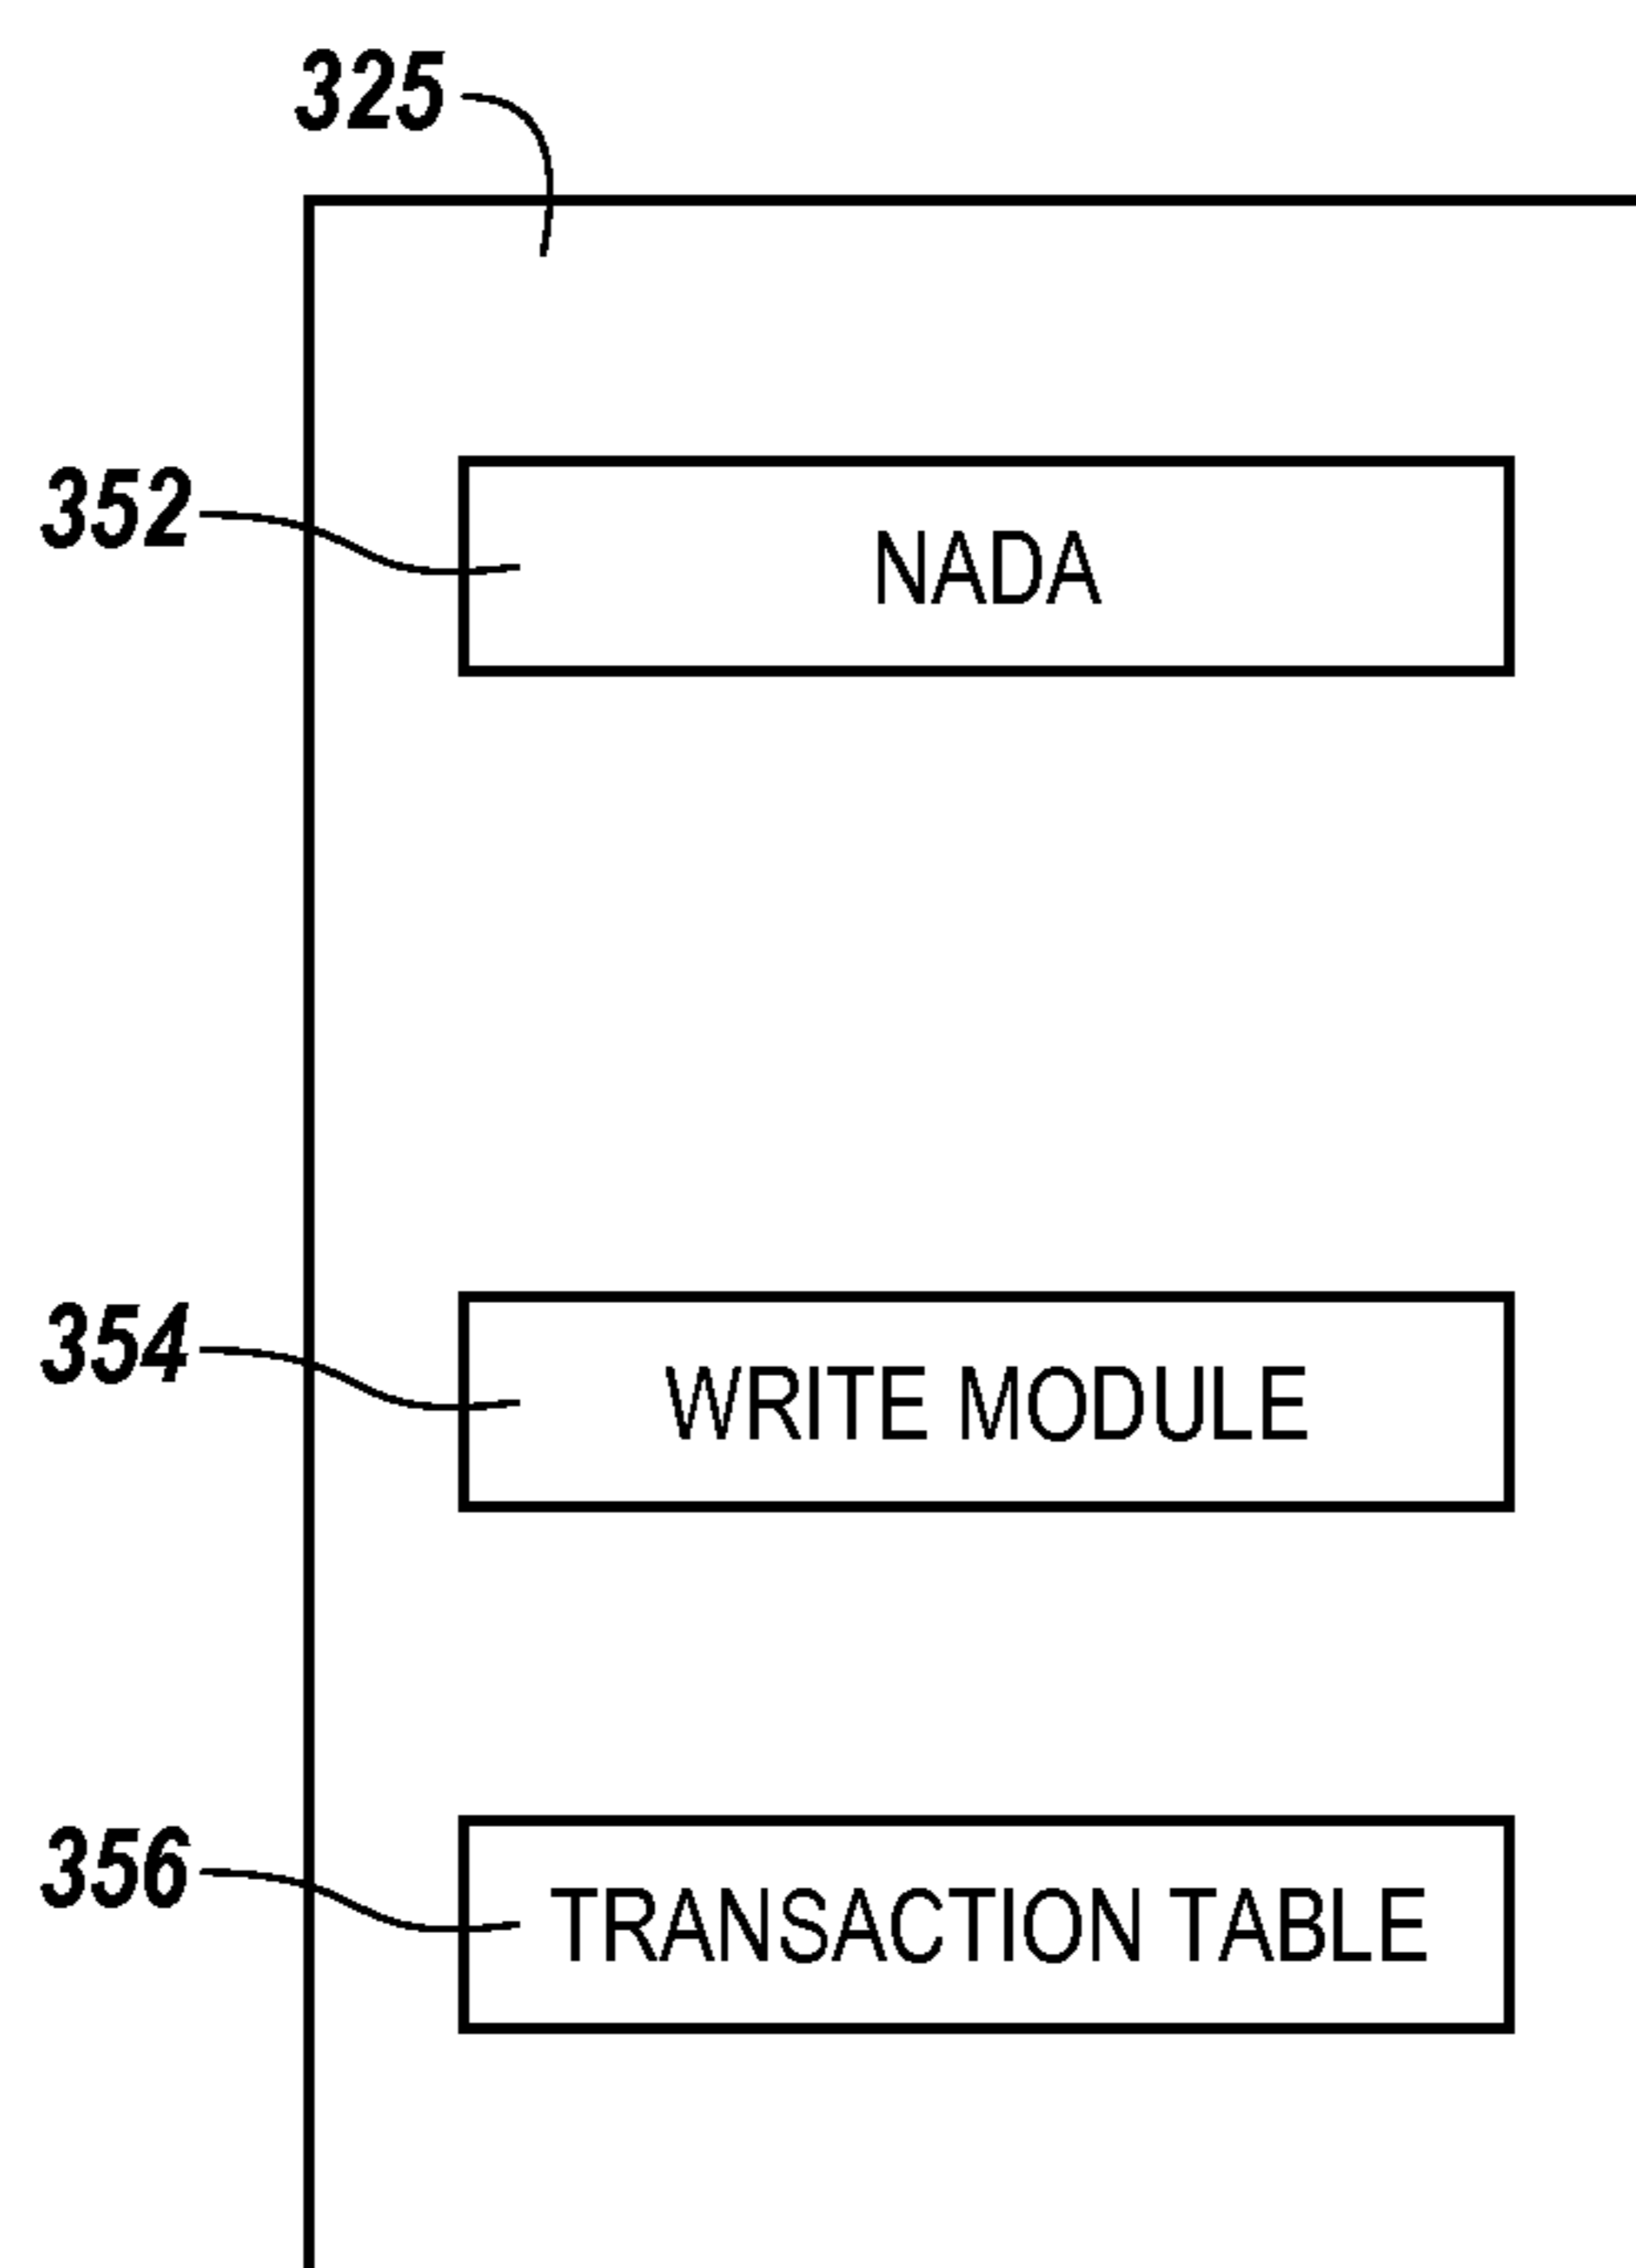 325
352
NADA
354
WRITE MODULE
356
TRANSACTION TABLE